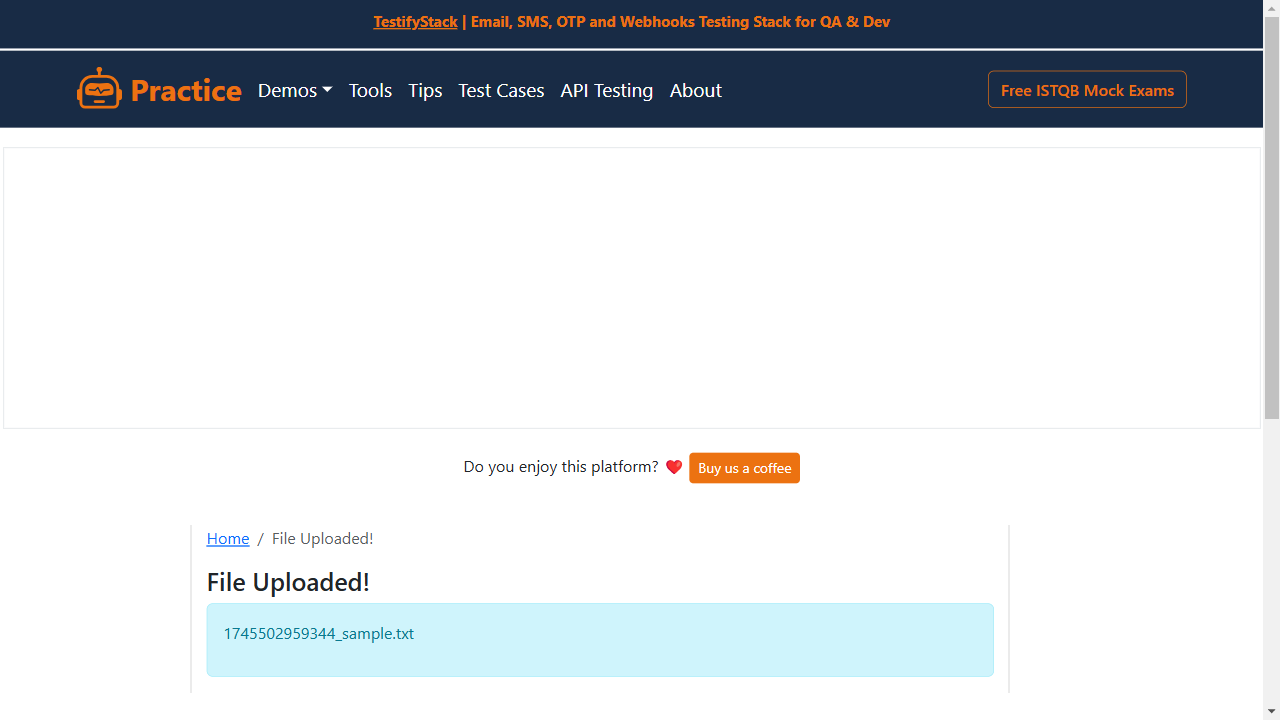 TestifyStack | Email, SMS, OTP and Webhooks Testing Stack for QA & Dev
Practice Demos Tools Tips Test Cases API Testing About Free ISTQB Mock Exams
Do you enjoy this platform? Buy us a coffee
Home / File Uploaded!
File Uploaded!
1745502959344_sample.txt